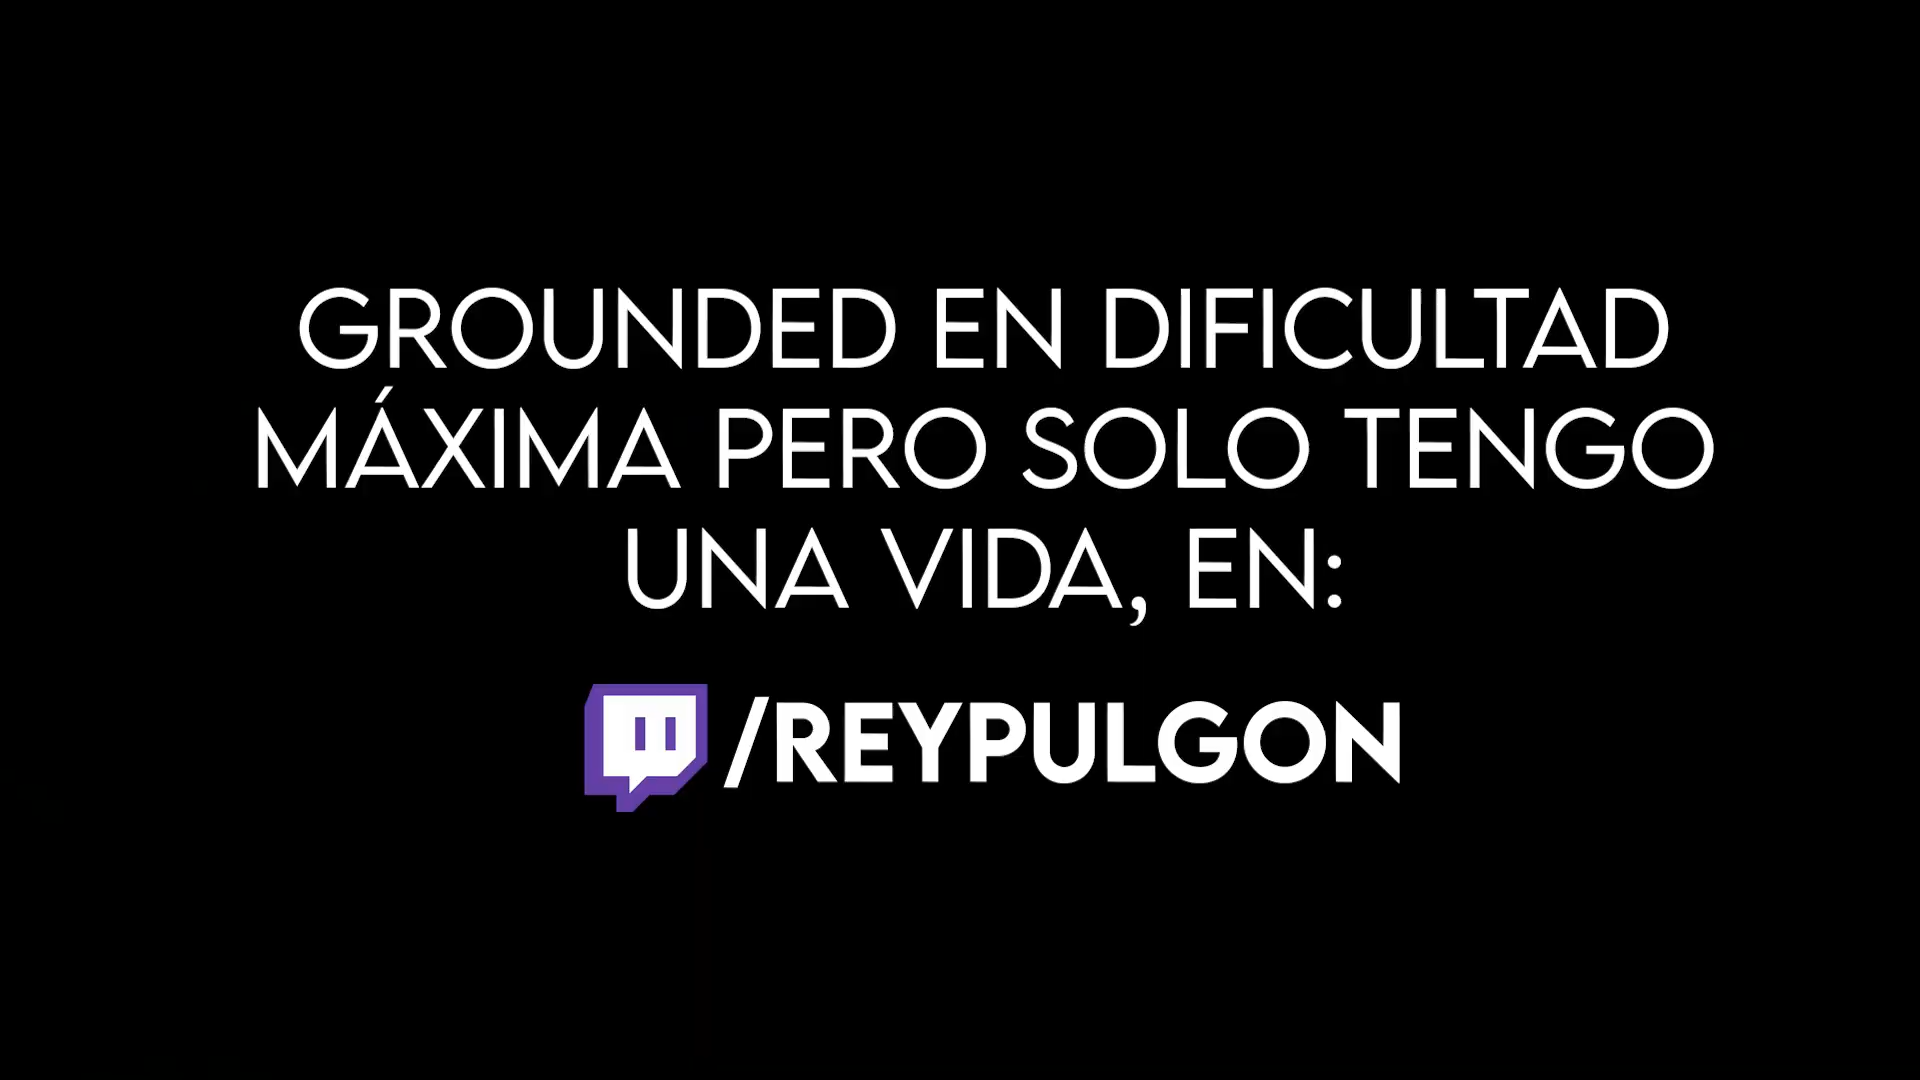 GROUNDED EN DIFICULTAD
MÁXIMA PERO SOLO TENGO
UNA VIDA, EN:
/REYPULGON